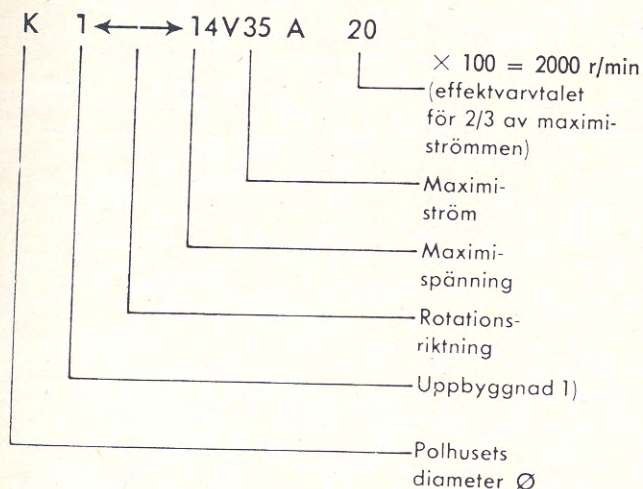 K 1 ←→ 14V35 A 20
× 100 = 2000 r/min
(effektvarvtalet
för 2/3 av maximi-
strömmen)
Maximi-
ström
Maximi-
spänning
Rotations-
riktning
Uppbyggnad 1)
Polhusets
diameter Ø